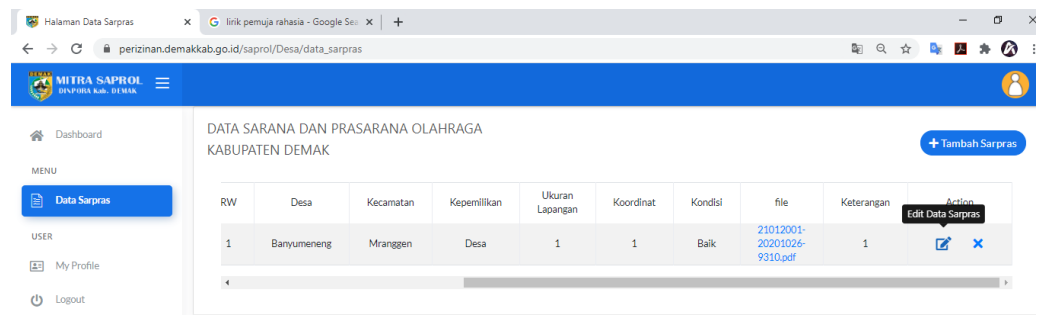 Halaman Data Sarpras
lirik pemuja rahasia - Google Sea
perizinan.demakkab.go.id/saprol/Desa/data_sarpras
DEMAK
MITRA SAPROL
DINPORA Kab. DEMAK
Dashboard
MENU
Data Sarpras
USER
My Profile
Logout
DATA SARANA DAN PRASARANA OLAHRAGA
KABUPATEN DEMAK
+ Tambah Sarpras
RW Desa Kecamatan Kepemilikan Ukuran Lapangan Koordinat Kondisi file Keterangan Action
Edit Data Sarpras
1 Banyumeneng Mranggen Desa 1 1 Baik 21012001-20201026-9310.pdf 1